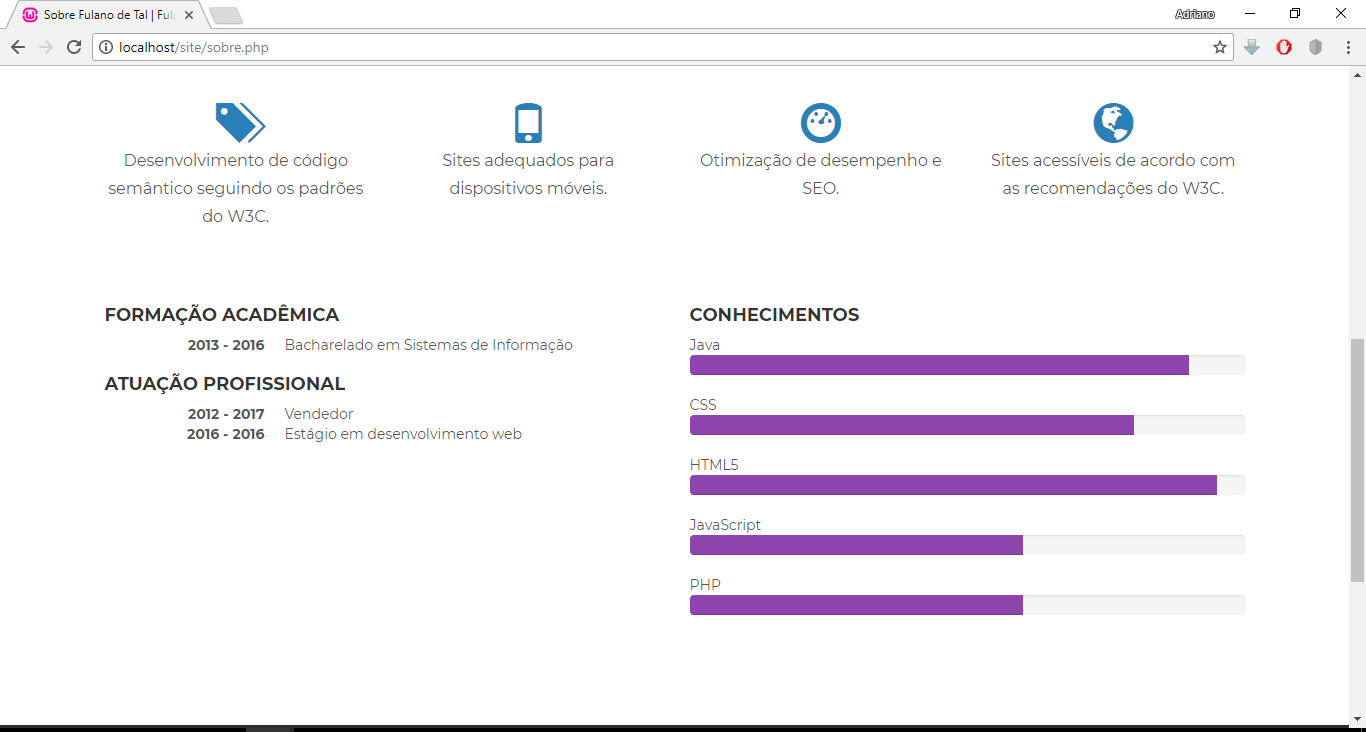 Sobre Fulano de Tal | Ful
Adriano
localhost/site/sobre.php
Desenvolvimento de código
semântico seguindo os padrões
do W3C.
Sites adequados para
dispositivos móveis.
Otimização de desempenho e
SEO.
Sites acessíveis de acordo com
as recomendações do W3C.
FORMAÇÃO ACADÊMICA
2013 - 2016 Bacharelado em Sistemas de Informação
ATUAÇÃO PROFISSIONAL
2012 - 2017 Vendedor
2016 - 2016 Estágio em desenvolvimento web
CONHECIMENTOS
Java
CSS
HTML5
JavaScript
PHP